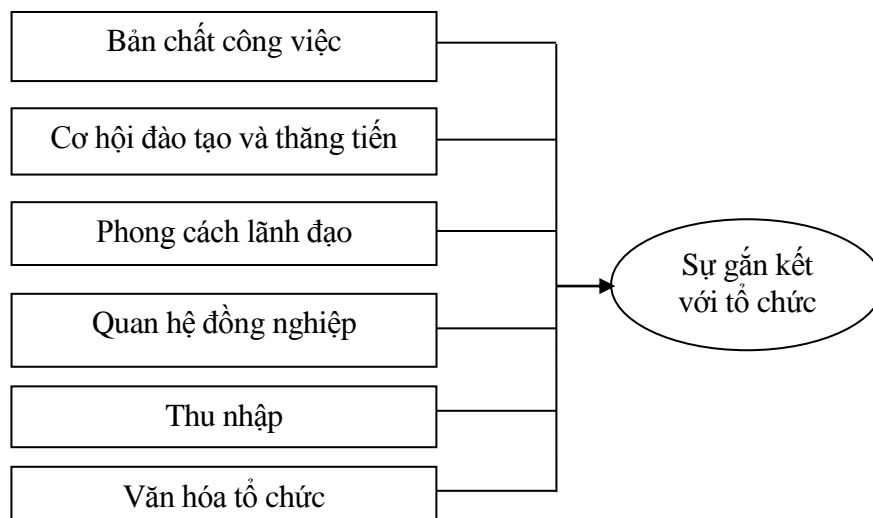 Bản chất công việc
Cơ hội đào tạo và thăng tiến
Phong cách lãnh đạo
Quan hệ đồng nghiệp
Thu nhập
Văn hóa tổ chức
Sự gắn kết
với tổ chức